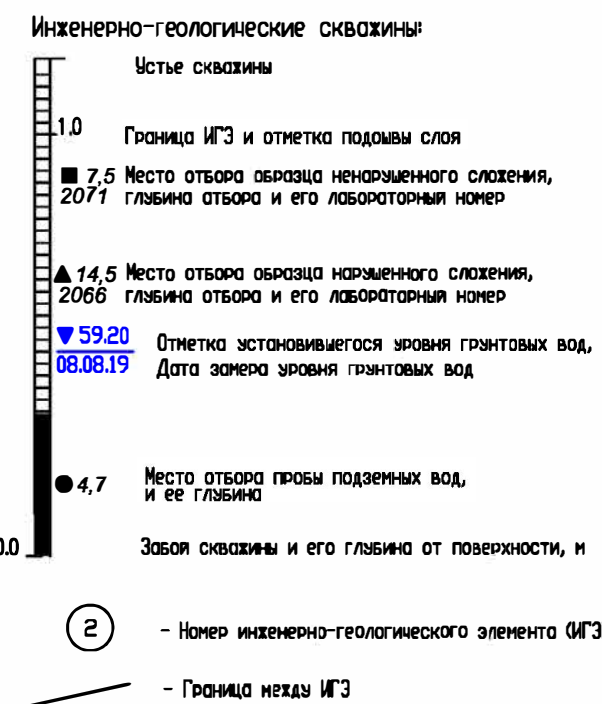 Инженерно-геологические скважины:
Устье скважины
1.0 Граница ИГЭ и отметка подошвы слоя
■ 7,5 Место отбора образца ненарушенного сложения,
2071 глубина отбора и его лабораторный номер
▲ 14,5 Место отбора образца нарушенного сложения,
2066 глубина отбора и его лабораторный номер
▼ 59.20 Отметка установившегося уровня грунтовых вод,
08.08.19 Дата замера уровня грунтовых вод
● 4,7 Место отбора пробы подземных вод,
и ее глубина
0.0 Забой скважины и его глубина от поверхности, м
2 - Номер инженерно-геологического элемента (ИГЭ
- Граница между ИГЭ